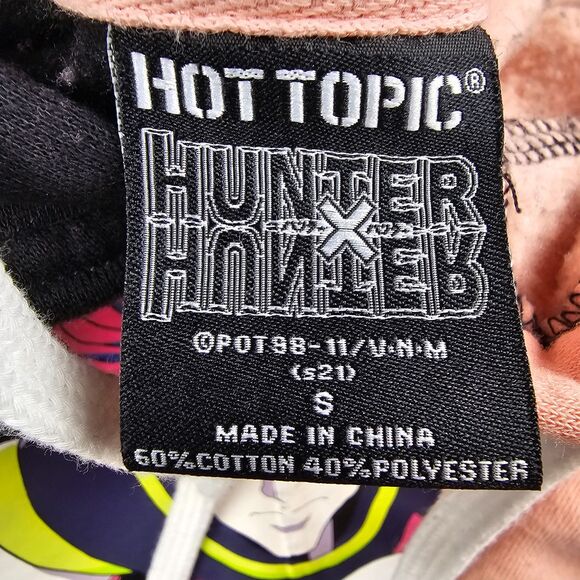 HOT TOPIC®
HUNTER
X
HUNTER
©POT98-11/V·N·M
(s21)
S
MADE IN CHINA
60%COTTON 40%POLYESTER